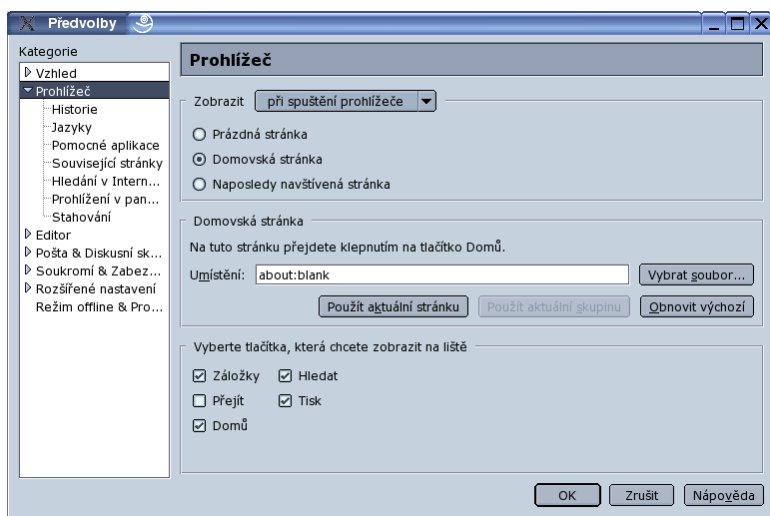 Předvolby
Kategorie
Vzhled
Prohlížeč
Historie
Jazyky
Pomocné aplikace
Související stránky
Hledání v Intern...
Prohlížení v pan...
Stahování
Editor
Pošta & Diskusní sk...
Soukromí & Zabez...
Rozšířené nastavení
Režim offline & Pro...
Prohlížeč
Zobrazit při spuštění prohlížeče
Prázdná stránka
Domovská stránka
Naposledy navštívená stránka
Domovská stránka
Na tuto stránku přejdete klepnutím na tlačítko Domů.
Umístění: about:blank Vybrat soubor...
Použít aktuální stránku Použít aktuální skupinu Obnovit výchozí
Vyberte tlačítka, která chcete zobrazit na liště
Záložky Hledat
Přejít Tisk
Domů
OK Zrušit Nápověda